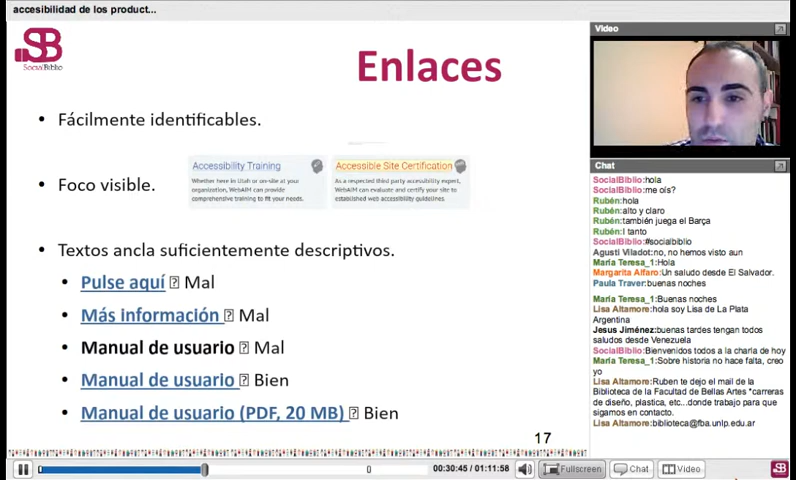 accesibilidad de los product...
SB
SocialBiblio
Enlaces
• Fácilmente identificables.
• Foco visible.
Accessibility Training
Whether here in Utah or on-site at your
organization, WebAIM can provide
comprehensive training to fit your needs.
Accessible Site Certification
As a respected third party accessibility expert,
WebAIM can evaluate and certify your site to
established web accessibility guidelines.
• Textos ancla suficientemente descriptivos.
• Pulse aquí ⍰ Mal
• Más información ⍰ Mal
• Manual de usuario ⍰ Mal
• Manual de usuario ⍰ Bien
• Manual de usuario (PDF, 20 MB) ⍰ Bien
17
Video
Chat
SocialBiblio:hola
SocialBiblio:me oís?
Rubén:hola
Rubén:alto y claro
Rubén:también juega el Barça
Rubén:l tanto
SocialBiblio:#socialbiblio
Agustí Viladot:no, no hemos visto aun
María Teresa_1:Hola
Margarita Alfaro:Un saludo desde El Salvador.
Paula Traver:buenas noches
María Teresa_1:Buenas noches
Lisa Altamore:hola soy Lisa de La Plata
Argentina
Jesus Jiménez:buenas tardes tengan todos
saludos desde Venezuela
SocialBiblio:Bienvenidos todos a la charla de hoy
María Teresa_1:Sobre historia no hace falta, creo
yo
Lisa Altamore:Ruben te dejo el mail de la
Biblioteca de la Facultad de Bellas Artes *carreras
de diseño, plastica, etc...donde trabajo para que
sigamos en contacto.
Lisa Altamore:biblioteca@fba.unlp.edu.ar
00:30:45 / 01:11:58
Fullscreen
Chat
Video
SB